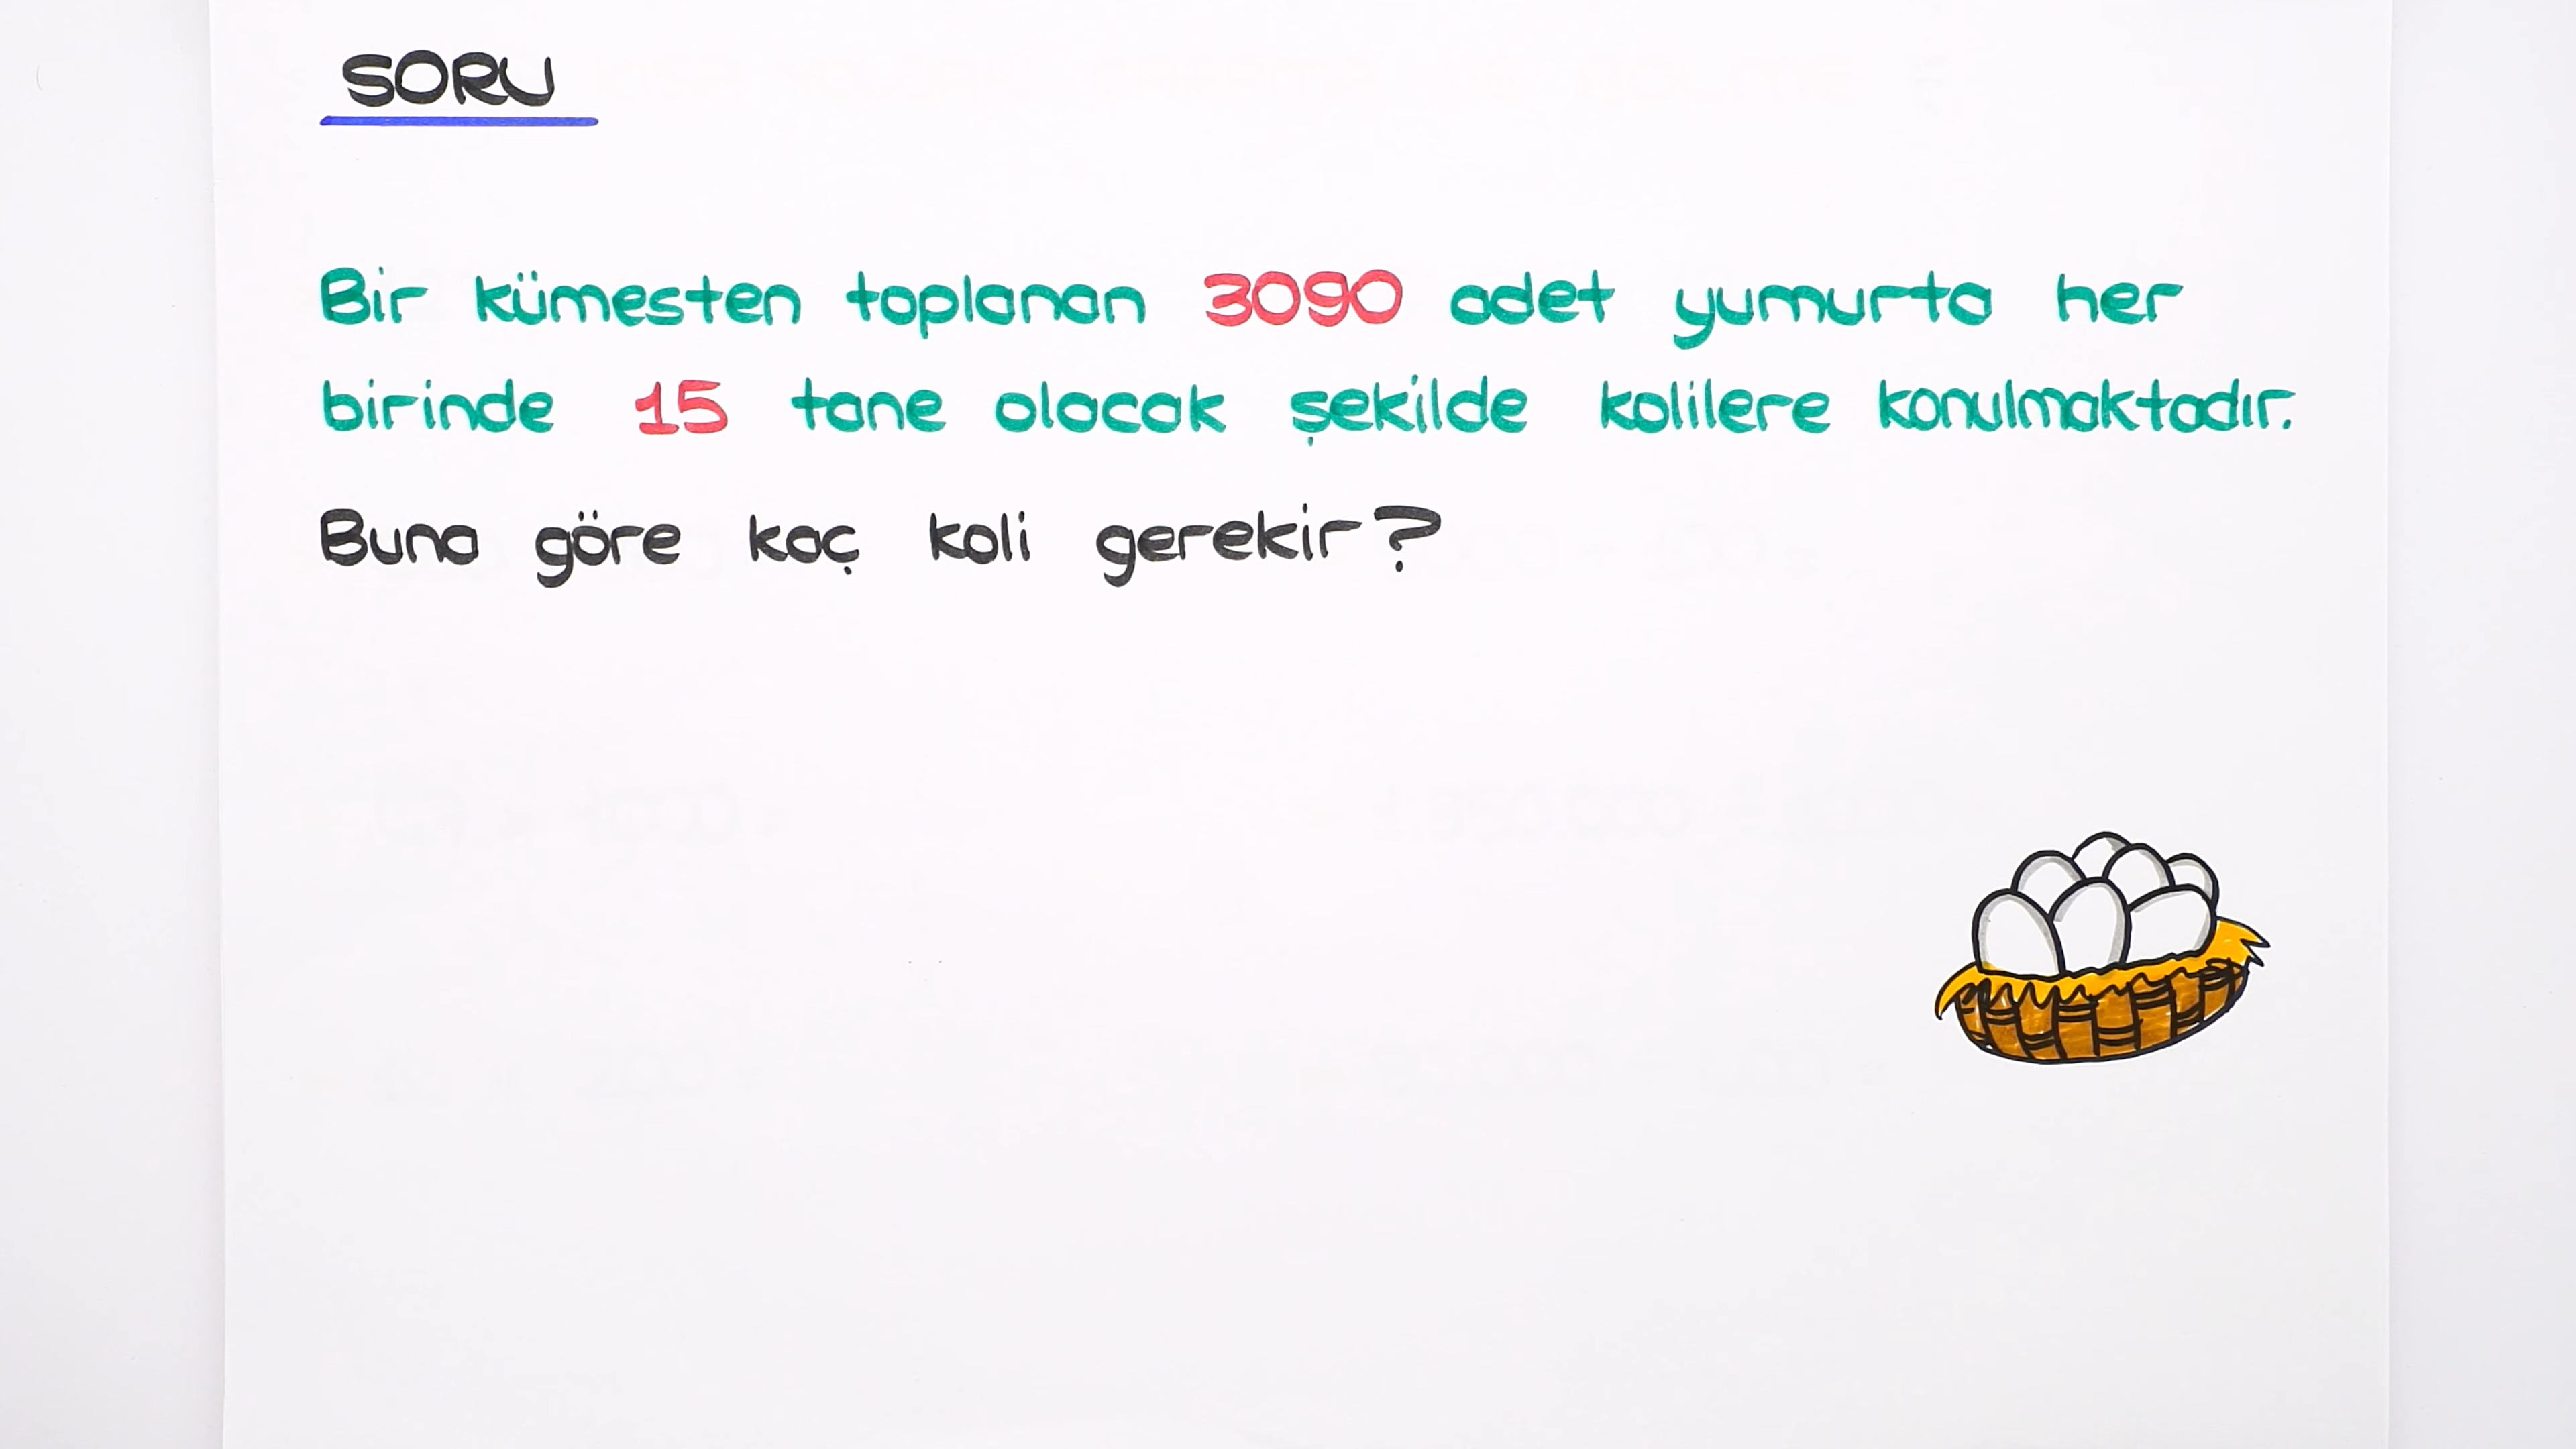 SORU
Bir kümesten toplanan 3090 adet yumurta her
birinde 15 tane olacak şekilde kolilere konulmaktadır.
Buna göre kaç koli gerekir?